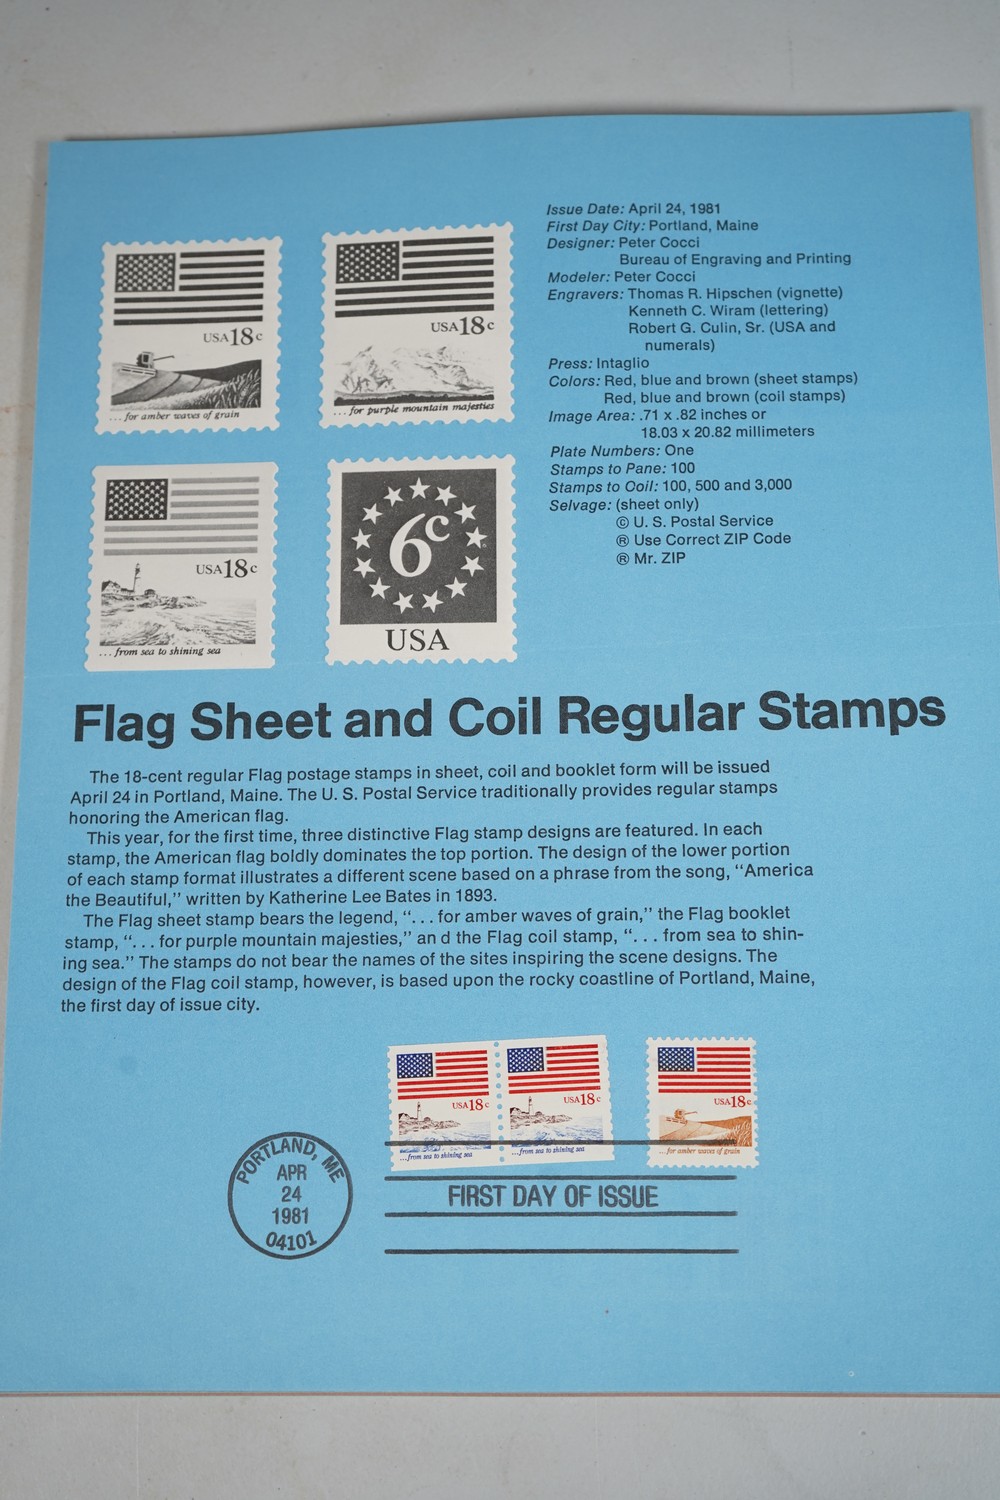 USA 18c
...for amber waves of grain
USA 18c
...for purple mountain majesties
USA 18c
...from sea to shining sea
6c
USA
Issue Date: April 24, 1981
First Day City: Portland, Maine
Designer: Peter Cocci
Bureau of Engraving and Printing
Modeler: Peter Cocci
Engravers: Thomas R. Hipschen (vignette)
Kenneth C. Wiram (lettering)
Robert G. Culin, Sr. (USA and
numerals)
Press: Intaglio
Colors: Red, blue and brown (sheet stamps)
Red, blue and brown (coil stamps)
Image Area: .71 x .82 inches or
18.03 x 20.82 millimeters
Plate Numbers: One
Stamps to Pane: 100
Stamps to Coil: 100, 500 and 3,000
Selvage: (sheet only)
© U. S. Postal Service
® Use Correct ZIP Code
® Mr. ZIP
Flag Sheet and Coil Regular Stamps
The 18-cent regular Flag postage stamps in sheet, coil and booklet form will be issued
April 24 in Portland, Maine. The U. S. Postal Service traditionally provides regular stamps
honoring the American flag.
This year, for the first time, three distinctive Flag stamp designs are featured. In each
stamp, the American flag boldly dominates the top portion. The design of the lower portion
of each stamp format illustrates a different scene based on a phrase from the song, “America
the Beautiful,” written by Katherine Lee Bates in 1893.
The Flag sheet stamp bears the legend, “. . . for amber waves of grain,” the Flag booklet
stamp, “. . . for purple mountain majesties,” an d the Flag coil stamp, “. . . from sea to shin-
ing sea.” The stamps do not bear the names of the sites inspiring the scene designs. The
design of the Flag coil stamp, however, is based upon the rocky coastline of Portland, Maine,
the first day of issue city.
USA 18c
...from sea to shining sea
USA 18c
...from sea to shining sea
USA 18c
...for amber waves of grain
PORTLAND, ME
APR
24
1981
04101
FIRST DAY OF ISSUE